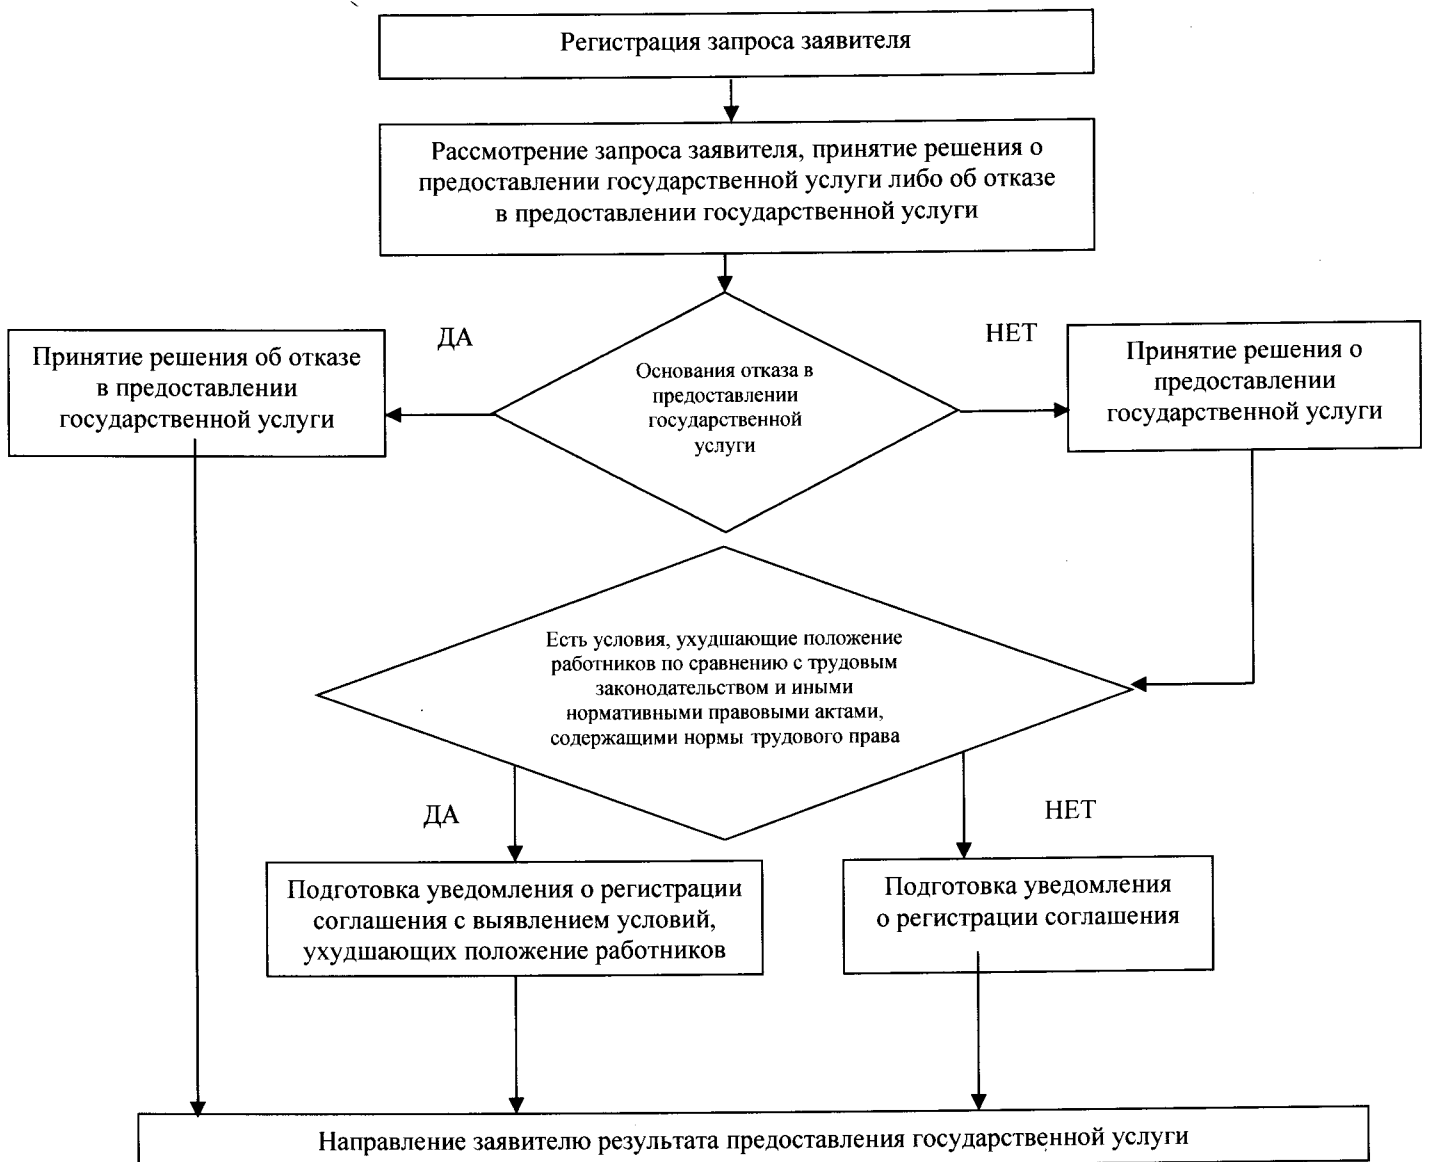 Регистрация запроса заявителя
Рассмотрение запроса заявителя, принятие решения о
предоставлении государственной услуги либо об отказе
в предоставлении государственной услуги
ДА
НЕТ
Принятие решения об отказе
в предоставлении
государственной услуги
Основания отказа в
предоставлении
государственной
услуги
Принятие решения о
предоставлении
государственной услуги
Есть условия, ухудшающие положение
работников по сравнению с трудовым
законодательством и иными
нормативными правовыми актами,
содержащими нормы трудового права
ДА
НЕТ
Подготовка уведомления о регистрации
соглашения с выявлением условий,
ухудшающих положение работников
Подготовка уведомления
о регистрации соглашения
Направление заявителю результата предоставления государственной услуги